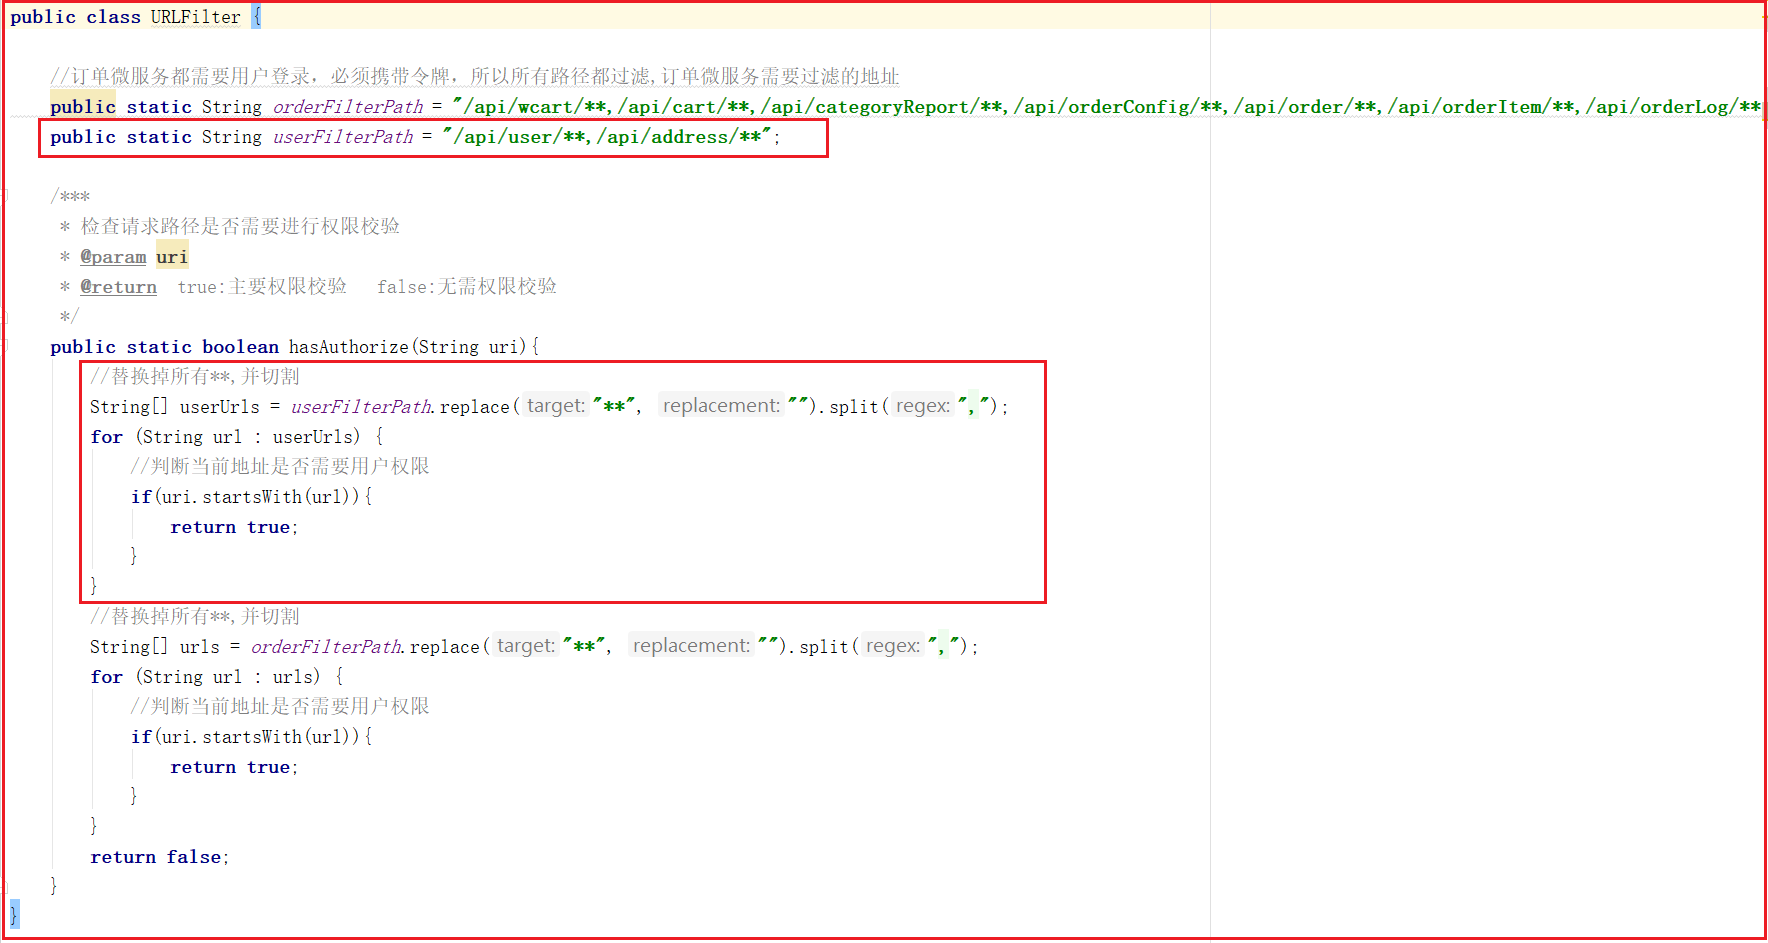 public class URLFilter {
//订单微服务都需要用户登录，必须携带令牌，所以所有路径都过滤,订单微服务需要过滤的地址
public static String orderFilterPath = "/api/wcart/**,/api/cart/**,/api/categoryReport/**,/api/orderConfig/**,/api/order/**,/api/orderItem/**,/api/orderLog/**
public static String userFilterPath = "/api/user/**,/api/address/**";
/***
* 检查请求路径是否需要进行权限校验
* @param uri
* @return true:主要权限校验 false:无需权限校验
*/
public static boolean hasAuthorize(String uri){
//替换掉所有**,并切割
String[] userUrls = userFilterPath.replace( target: "**", replacement: "").split( regex: ",");
for (String url : userUrls) {
//判断当前地址是否需要用户权限
if(uri.startsWith(url)){
return true;
}
}
//替换掉所有**,并切割
String[] urls = orderFilterPath.replace( target: "**", replacement: "").split( regex: ",");
for (String url : urls) {
//判断当前地址是否需要用户权限
if(uri.startsWith(url)){
return true;
}
}
return false;
}
}